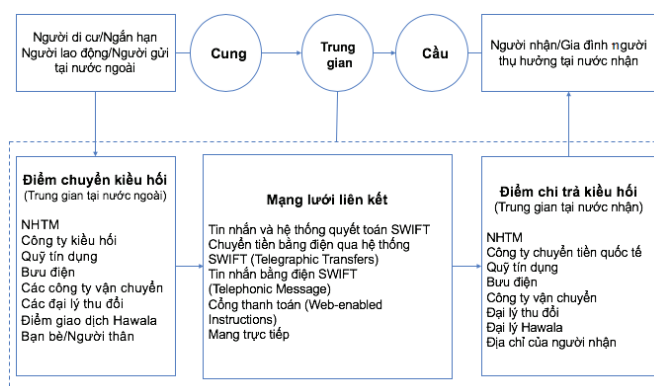 Người di cư/Ngắn hạn
Người lao động/Người gửi
tại nước ngoài
Cung
Trung
gian
Cầu
Người nhận/Gia đình người
thụ hưởng tại nước nhận
Điểm chuyển kiều hối
(Trung gian tại nước ngoài)
NHTM
Công ty kiều hối
Quỹ tín dụng
Bưu điện
Các công ty vận chuyển
Các đại lý thu đổi
Điểm giao dịch Hawala
Bạn bè/Người thân
Mạng lưới liên kết
Tin nhắn và hệ thống quyết toán SWIFT
Chuyển tiền bằng điện qua hệ thống
SWIFT (Telegraphic Transfers)
Tin nhắn bằng điện SWIFT
(Telephonic Message)
Cổng thanh toán (Web-enabled
Instructions)
Mang trực tiếp
Điểm chi trả kiều hối
(Trung gian tại nước nhận)
NHTM
Công ty chuyển tiền quốc tế
Quỹ tín dụng
Bưu điện
Công ty vận chuyển
Đại lý thu đổi
Đại lý Hawala
Địa chỉ của người nhận